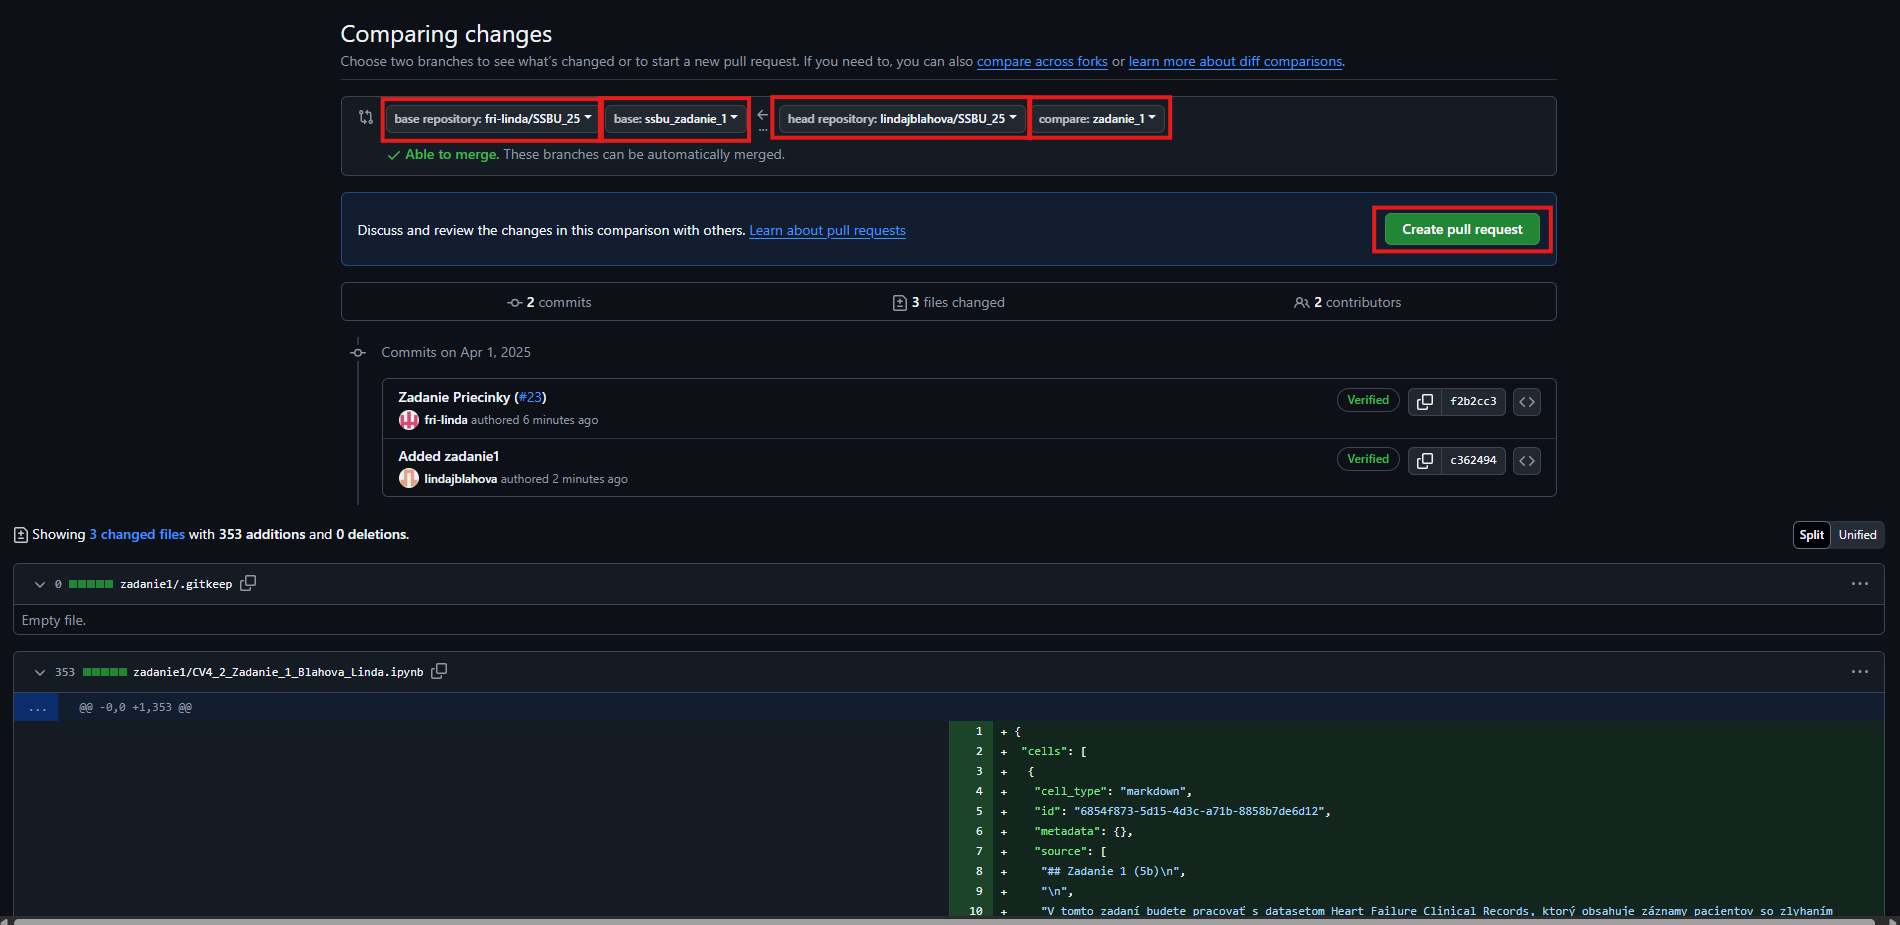 Comparing changes
Choose two branches to see what's changed or to start a new pull request. If you need to, you can also compare across forks or learn more about diff comparisons.
base repository: fri-linda/SSBU_25 base: ssbu_zadanie_1 ... head repository: lindajblahova/SSBU_25 compare: zadanie_1
Able to merge. These branches can be automatically merged.
Discuss and review the changes in this comparison with others. Learn about pull requests Create pull request
2 commits 3 files changed 2 contributors
Commits on Apr 1, 2025
Zadanie Priecinky (#23) Verified f2b2cc3
fri-linda authored 6 minutes ago
Added zadanie1 Verified c362494
lindajblahova authored 2 minutes ago
Showing 3 changed files with 353 additions and 0 deletions. Split Unified
0 zadanie1/.gitkeep
Empty file.
353 zadanie1/CV4_2_Zadanie_1_Blahova_Linda.ipynb
... @@ -0,0 +1,353 @@
1 + {
2 + "cells": [
3 + {
4 + "cell_type": "markdown",
5 + "id": "6854f873-5d15-4d3c-a71b-8858b7de6d12",
6 + "metadata": {},
7 + "source": [
8 + "## Zadanie 1 (5b)\n",
9 + "\n",
10 + "V tomto zadaní budete pracovať s datasetom Heart Failure Clinical Records, ktorý obsahuje záznamy pacientov so zlyhaním